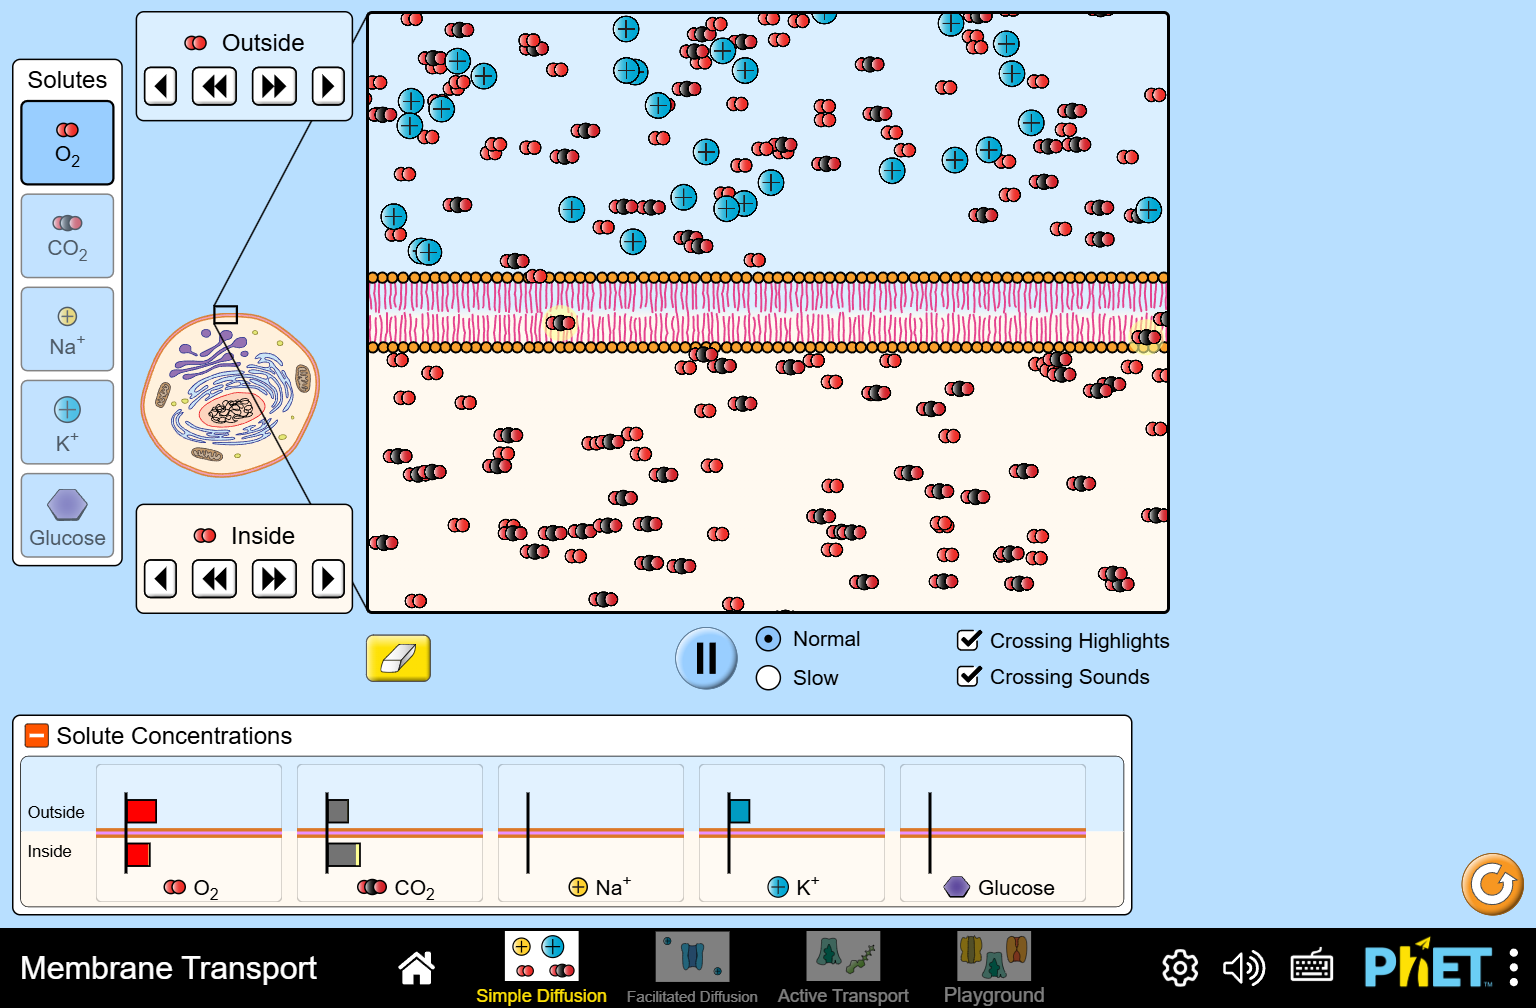 Outside
Solutes
O2
CO2
Na+
K+
Glucose
Inside
Normal
Slow
Crossing Highlights
Crossing Sounds
Solute Concentrations
Outside
Inside
O2
CO2
Na+
K+
Glucose
Membrane Transport
Simple Diffusion
Facilitated Diffusion
Active Transport
Playground
PhET